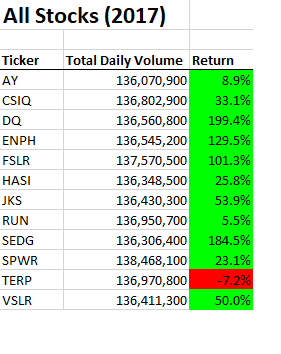 All Stocks (2017)
Ticker Total Daily Volume Return
AY 136,070,900 8.9%
CSIQ 136,802,900 33.1%
DQ 136,560,800 199.4%
ENPH 136,545,200 129.5%
FSLR 137,570,500 101.3%
HASI 136,348,500 25.8%
JKS 136,430,300 53.9%
RUN 136,950,700 5.5%
SEDG 136,306,400 184.5%
SPWR 138,468,100 23.1%
TERP 136,970,800 -7.2%
VSLR 136,411,300 50.0%